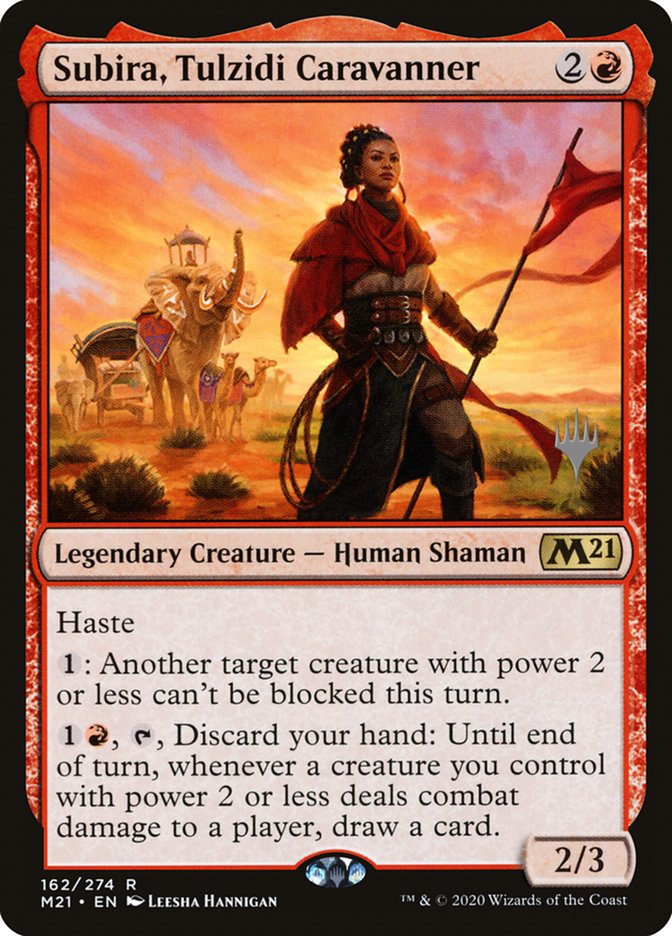 Subira, Tulzidi Caravanner 2
Legendary Creature — Human Shaman M21
Haste
1: Another target creature with power 2
or less can't be blocked this turn.
1 , , Discard your hand: Until end
of turn, whenever a creature you control
with power 2 or less deals combat
damage to a player, draw a card.
2/3
162/274 R
M21 • EN Leesha Hannigan
™ & © 2020 Wizards of the Coast